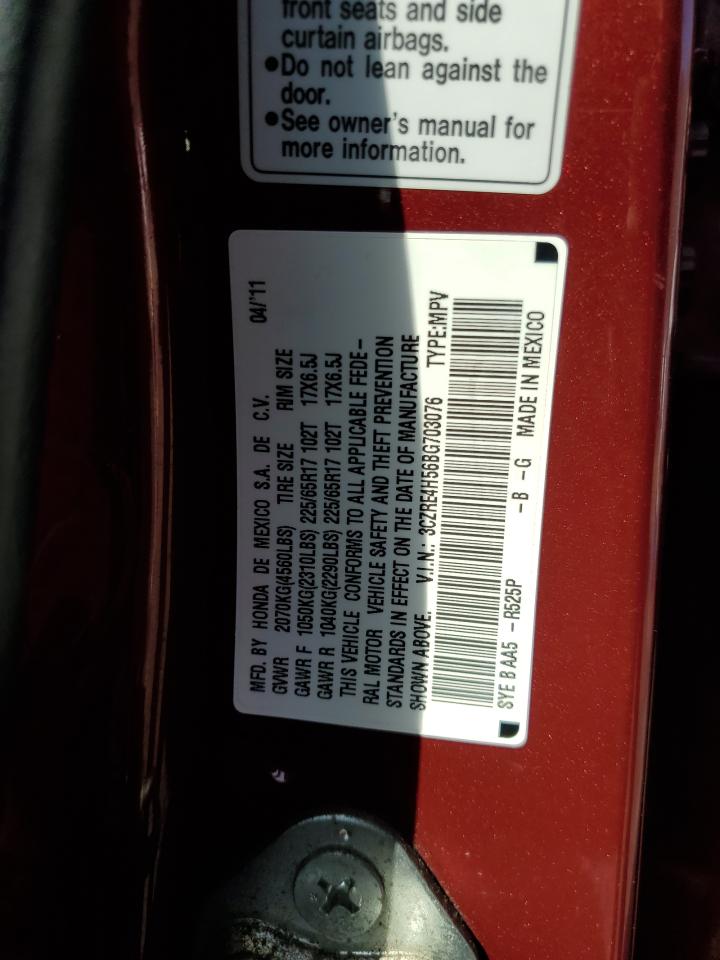 front seats and side
curtain airbags.
●Do not lean against the
door.
●See owner's manual for
more information.
MFD. BY HONDA DE MEXICO S.A. DE C.V. 04/'11
GVWR 2070KG(4560LBS) TIRE SIZE RIM SIZE
GAWR F 1050KG(2310LBS) 225/65R17 102T 17X6.5J
GAWR R 1040KG(2290LBS) 225/65R17 102T 17X6.5J
THIS VEHICLE CONFORMS TO ALL APPLICABLE FEDE-
RAL MOTOR VEHICLE SAFETY AND THEFT PREVENTION
STANDARDS IN EFFECT ON THE DATE OF MANUFACTURE
SHOWN ABOVE. V.I.N.: 3CZRE4H56BG703076 TYPE:MPV
SYE B AA5 -R525P -B -G MADE IN MEXICO